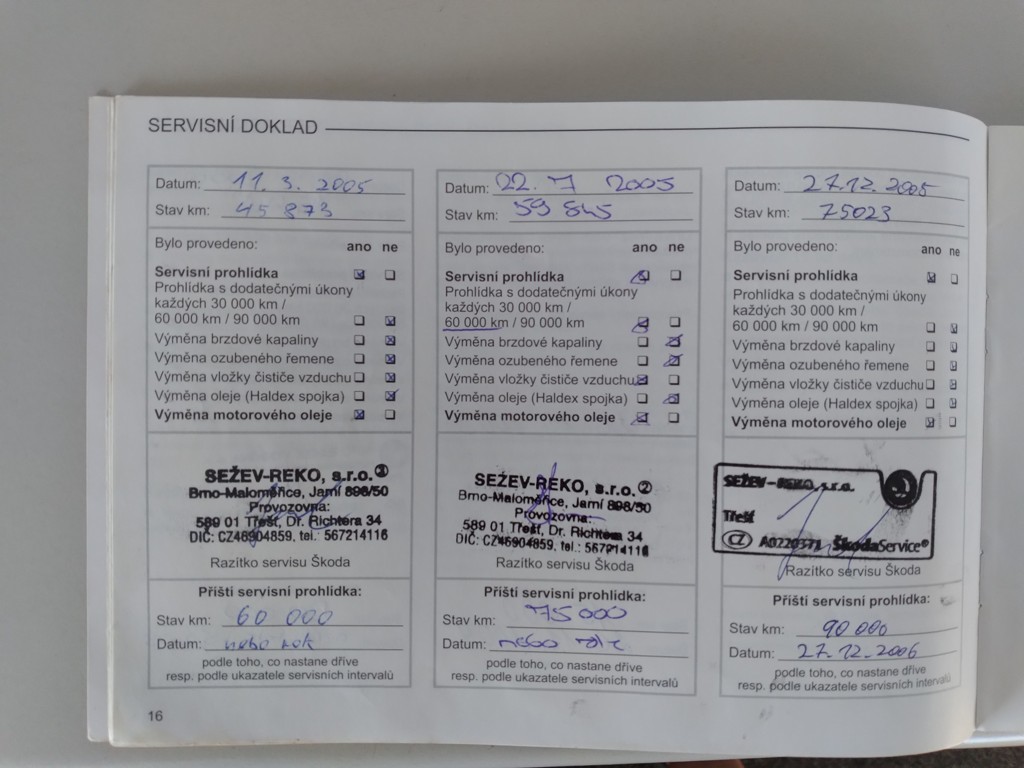 SERVISNÍ DOKLAD
Datum: 11. 3. 2005
Stav km: 45 873
Bylo provedeno: ano ne
Servisní prohlídka
Prohlídka s dodatečnými úkony
každých 30 000 km /
60 000 km / 90 000 km
Výměna brzdové kapaliny
Výměna ozubeného řemene
Výměna vložky čističe vzduchu
Výměna oleje (Haldex spojka)
Výměna motorového oleje
SEŽEV-REKO, s.r.o. ③
Brno-Maloměřice, Jarní 898/50
Provozovna:
589 01 Třešť, Dr. Richtera 34
DIČ: CZ46904859, tel.: 567214116
Razítko servisu Škoda
Příští servisní prohlídka:
Stav km: 60 000
Datum: nebo rok
podle toho, co nastane dříve
resp. podle ukazatele servisních intervalů
Datum: 22. 7 2005
Stav km: 59 845
Bylo provedeno: ano ne
Servisní prohlídka
Prohlídka s dodatečnými úkony
každých 30 000 km /
60 000 km / 90 000 km
Výměna brzdové kapaliny
Výměna ozubeného řemene
Výměna vložky čističe vzduchu
Výměna oleje (Haldex spojka)
Výměna motorového oleje
SEŽEV-REKO, s.r.o. ②
Brno-Maloměřice, Jarní 898/50
Provozovna:
589 01 Třešť, Dr. Richtera 34
DIČ: CZ46904859, tel.: 567214116
Razítko servisu Škoda
Příští servisní prohlídka:
Stav km: 75 000
Datum: nebo
podle toho, co nastane dříve
resp. podle ukazatele servisních intervalů
Datum: 27.12.2005
Stav km: 75023
Bylo provedeno: ano ne
Servisní prohlídka
Prohlídka s dodatečnými úkony
každých 30 000 km /
60 000 km / 90 000 km
Výměna brzdové kapaliny
Výměna ozubeného řemene
Výměna vložky čističe vzduchu
Výměna oleje (Haldex spojka)
Výměna motorového oleje
SEŽEV-REKO, s.r.o.
Třešť
CZ A0220371 ŠkodaService®
Razítko servisu Škoda
Příští servisní prohlídka:
Stav km: 90 000
Datum: 27.12.2006
podle toho, co nastane dříve
resp. podle ukazatele servisních intervalů
16